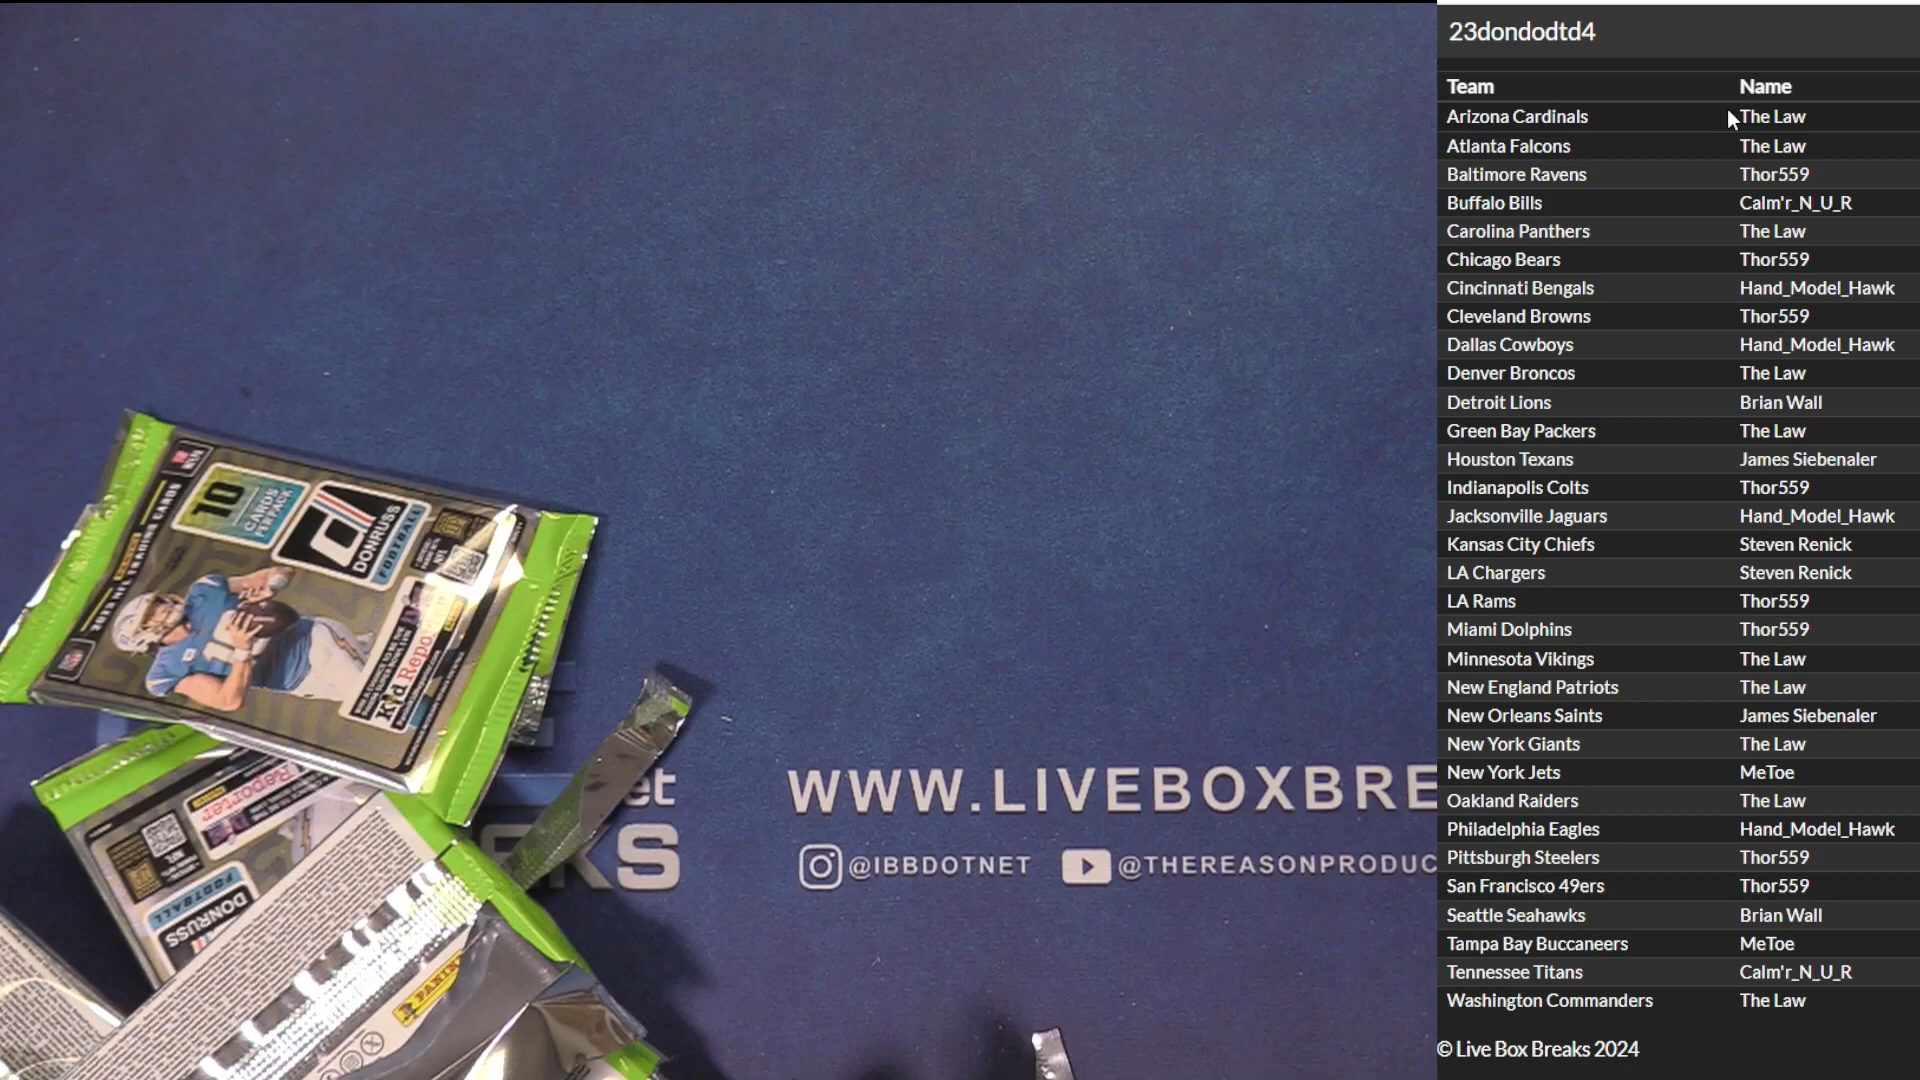 23dondodtd4
Team Name
Arizona Cardinals The Law
Atlanta Falcons The Law
Baltimore Ravens Thor559
Buffalo Bills Calm'r_N_U_R
Carolina Panthers The Law
Chicago Bears Thor559
Cincinnati Bengals Hand_Model_Hawk
Cleveland Browns Thor559
Dallas Cowboys Hand_Model_Hawk
Denver Broncos The Law
Detroit Lions Brian Wall
Green Bay Packers The Law
Houston Texans James Siebenaler
Indianapolis Colts Thor559
Jacksonville Jaguars Hand_Model_Hawk
Kansas City Chiefs Steven Renick
LA Chargers Steven Renick
LA Rams Thor559
Miami Dolphins Thor559
Minnesota Vikings The Law
New England Patriots The Law
New Orleans Saints James Siebenaler
New York Giants The Law
New York Jets MeToe
Oakland Raiders The Law
Philadelphia Eagles Hand_Model_Hawk
Pittsburgh Steelers Thor559
San Francisco 49ers Thor559
Seattle Seahawks Brian Wall
Tampa Bay Buccaneers MeToe
Tennessee Titans Calm'r_N_U_R
Washington Commanders The Law
© Live Box Breaks 2024
10
CARDS
PER PACK
DONRUSS
FOOTBALL
WWW.LIVEBOXBRE
@IBBDOTNET @THEREASONPRODUC
et
KS
Reporter
FOOTBALL
DONRUSS
PANINI